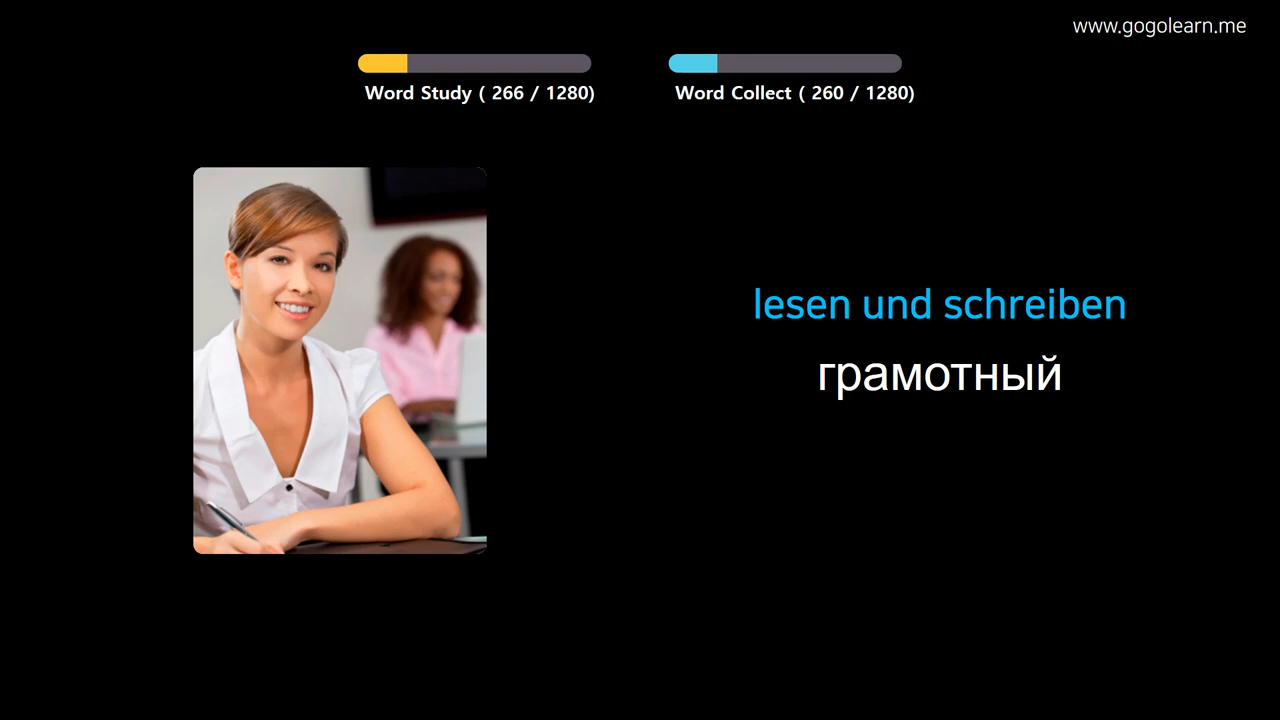 www.gogolearn.me
Word Study ( 266 / 1280)
Word Collect ( 260 / 1280)
lesen und schreiben
грамотный